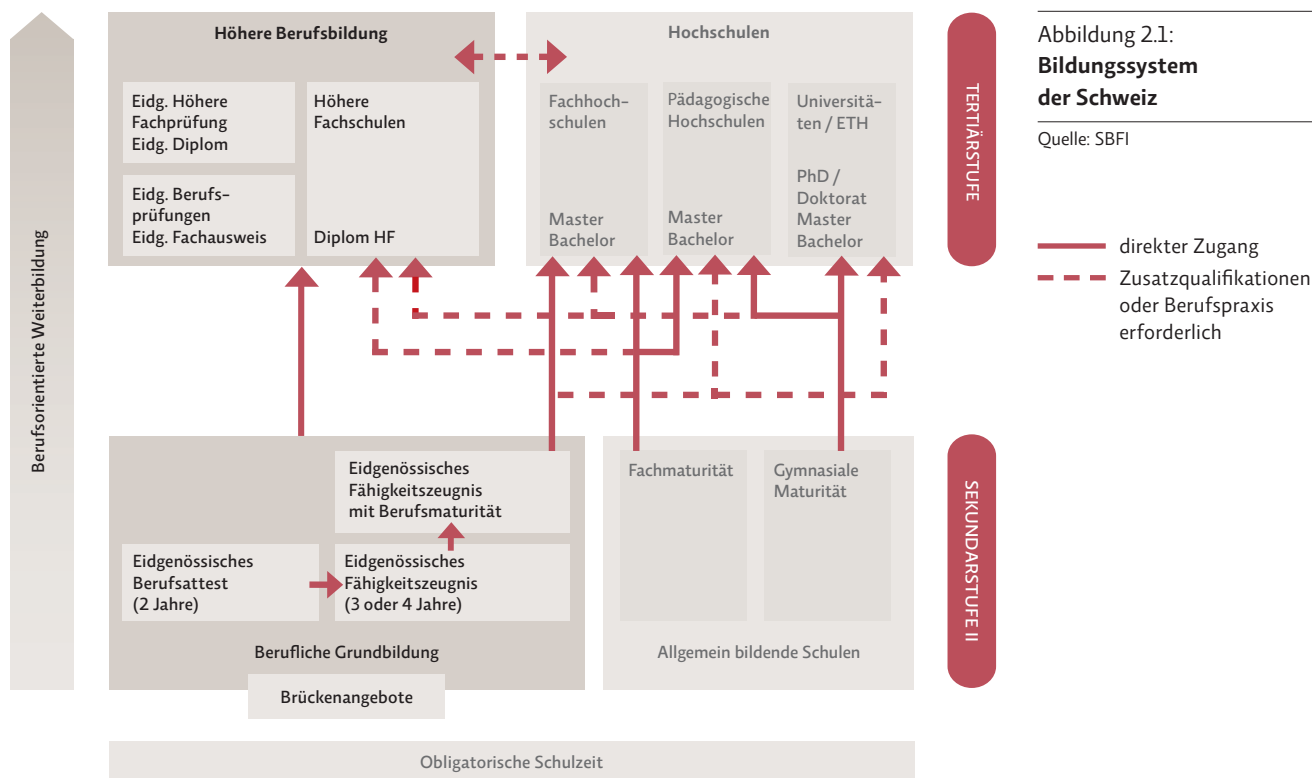 Höhere Berufsbildung
Hochschulen
Eidg. Höhere
Fachprüfung
Eidg. Diplom
Eidg. Berufs-
prüfungen
Eidg. Fachausweis
Höhere
Fachschulen
Diplom HF
Fachhoch-
schulen
Master
Bachelor
Pädagogische
Hochschulen
Master
Bachelor
Universitä-
ten / ETH
PhD /
Doktorat
Master
Bachelor
TERTIÄRSTUFE
Abbildung 2.1:
Bildungssystem
der Schweiz
Quelle: SBFI
direkter Zugang
Zusatzqualifikationen
oder Berufspraxis
erforderlich
Berufsorientierte Weiterbildung
Eidgenössisches
Fähigkeitszeugnis
mit Berufsmaturität
Eidgenössisches
Berufsattest
(2 Jahre)
Eidgenössisches
Fähigkeitszeugnis
(3 oder 4 Jahre)
Berufliche Grundbildung
Brückenangebote
Fachmaturität
Gymnasiale
Maturität
Allgemein bildende Schulen
SEKUNDARSTUFE II
Obligatorische Schulzeit